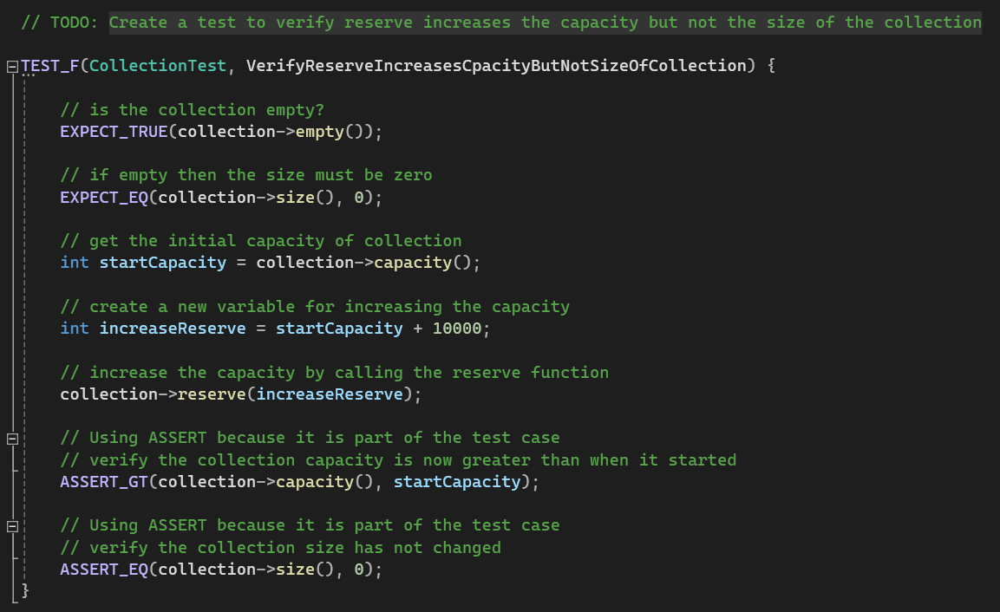 // TODO: Create a test to verify reserve increases the capacity but not the size of the collection
TEST_F(CollectionTest, VerifyReserveIncreasesCpacityButNotSizeOfCollection) {
// is the collection empty?
EXPECT_TRUE(collection->empty());
// if empty then the size must be zero
EXPECT_EQ(collection->size(), 0);
// get the initial capacity of collection
int startCapacity = collection->capacity();
// create a new variable for increasing the capacity
int increaseReserve = startCapacity + 10000;
// increase the capacity by calling the reserve function
collection->reserve(increaseReserve);
// Using ASSERT because it is part of the test case
// verify the collection capacity is now greater than when it started
ASSERT_GT(collection->capacity(), startCapacity);
// Using ASSERT because it is part of the test case
// verify the collection size has not changed
ASSERT_EQ(collection->size(), 0);
}